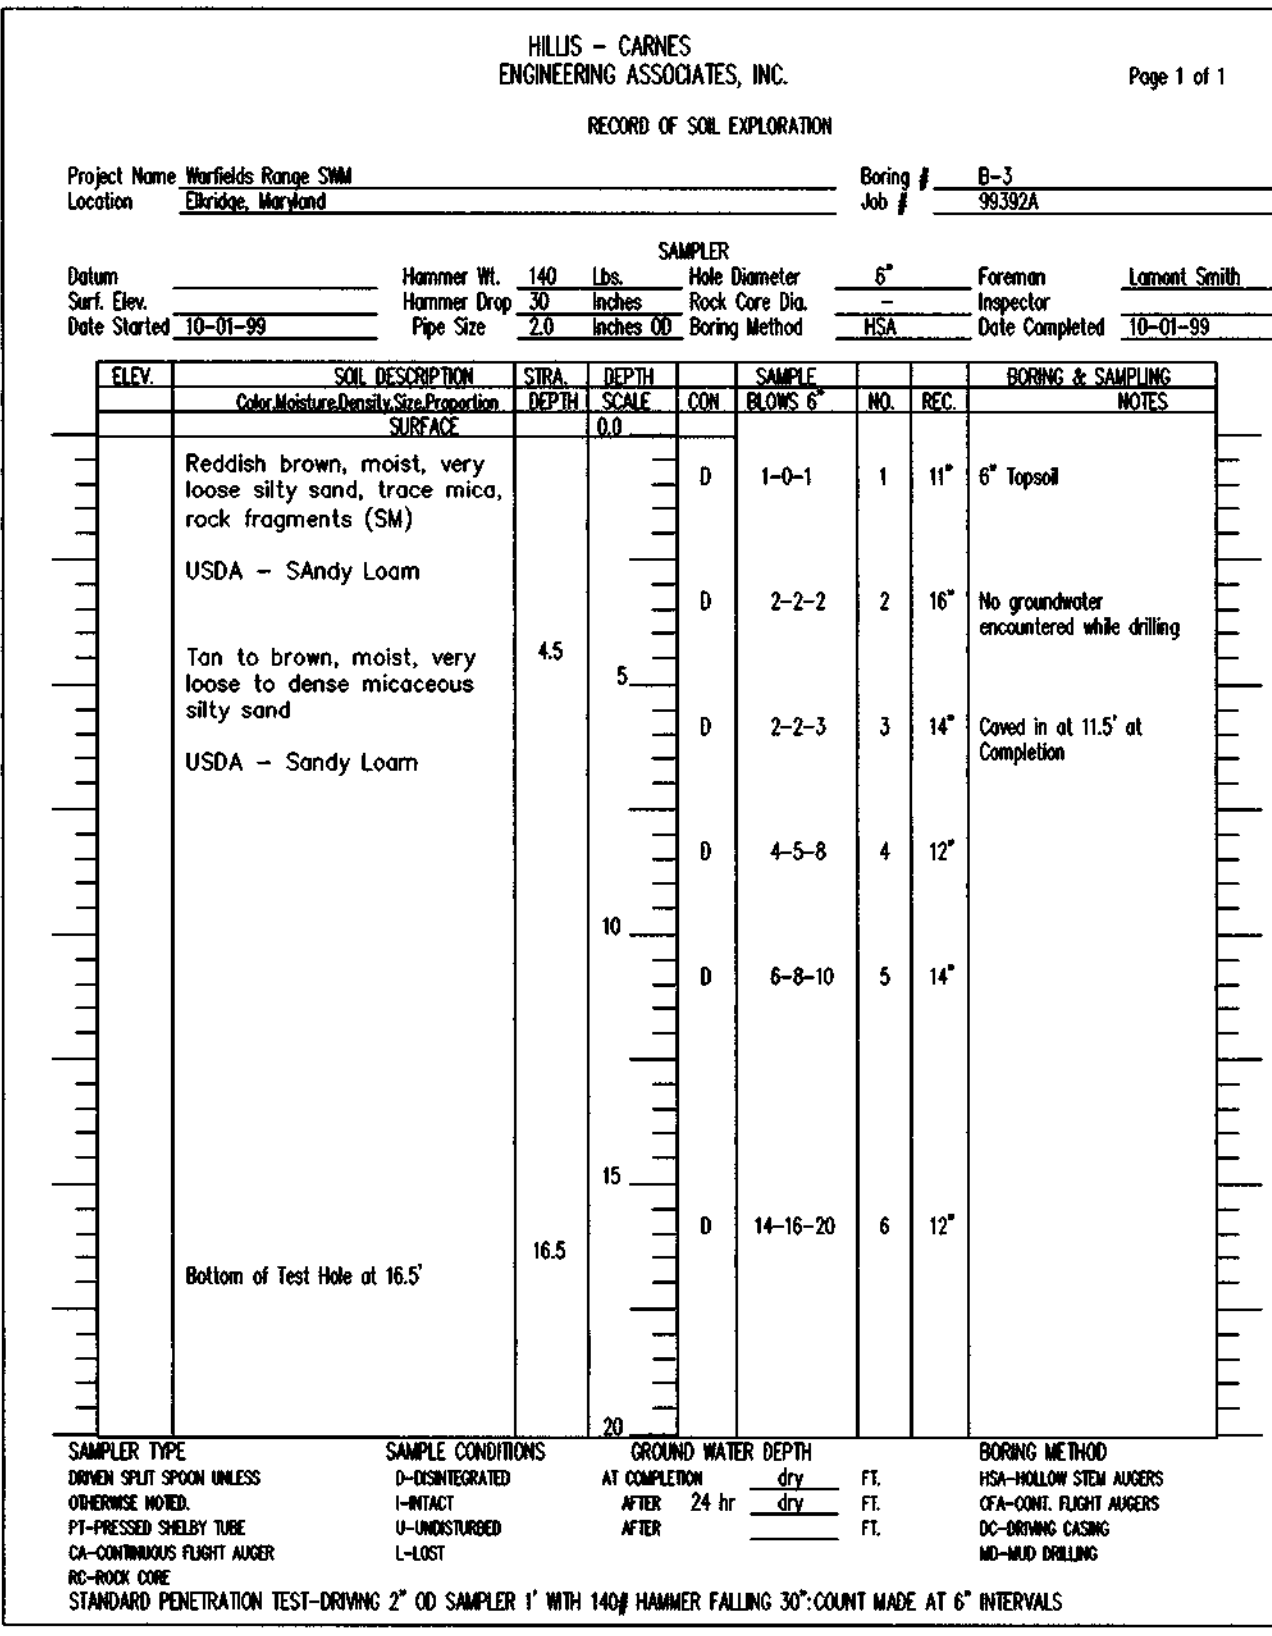 HILLIS – CARNES
ENGINEERING ASSOCIATES, INC.
Page 1 of 1
RECORD OF SOIL EXPLORATION
Project Name Warfields Range SWM Boring # B-3
Location Elkridge, Maryland Job # 99392A
SAMPLER
Datum Hammer Wt. 140 Lbs. Hole Diameter 6" Foreman Lamont Smith
Surf. Elev. Hammer Drop 30 Inches Rock Core Dia. – Inspector
Date Started 10-01-99 Pipe Size 2.0 Inches OD Boring Method HSA Date Completed 10-01-99
ELEV. SOIL DESCRIPTION STRA. DEPTH SAMPLE BORING & SAMPLING
Color,Moisture,Density,Size,Proportion DEPTH SCALE CON BLOWS 6" NO. REC. NOTES
SURFACE 0.0
Reddish brown, moist, very
loose silty sand, trace mica, D 1-0-1 1 11" 6" Topsoil
rock fragments (SM)
USDA – SAndy Loam
D 2-2-2 2 16" No groundwater
encountered while drilling
Tan to brown, moist, very 4.5
loose to dense micaceous 5
silty sand
D 2-2-3 3 14" Caved in at 11.5' at
USDA – Sandy Loam Completion
D 4-5-8 4 12"
10
D 6-8-10 5 14"
15
D 14-16-20 6 12"
16.5
Bottom of Test Hole at 16.5'
20
SAMPLER TYPE SAMPLE CONDITIONS GROUND WATER DEPTH BORING METHOD
DRIVEN SPLIT SPOON UNLESS D-DISINTEGRATED AT COMPLETION dry FT. HSA-HOLLOW STEM AUGERS
OTHERWISE NOTED. I-INTACT AFTER 24 hr dry FT. CFA-CONT. FLIGHT AUGERS
PT-PRESSED SHELBY TUBE U-UNDISTURBED AFTER FT. DC-DRIVING CASING
CA-CONTINUOUS FLIGHT AUGER L-LOST MD-MUD DRILLING
RC-ROCK CORE
STANDARD PENETRATION TEST-DRIVING 2" OD SAMPLER 1' WITH 140# HAMMER FALLING 30":COUNT MADE AT 6" INTERVALS